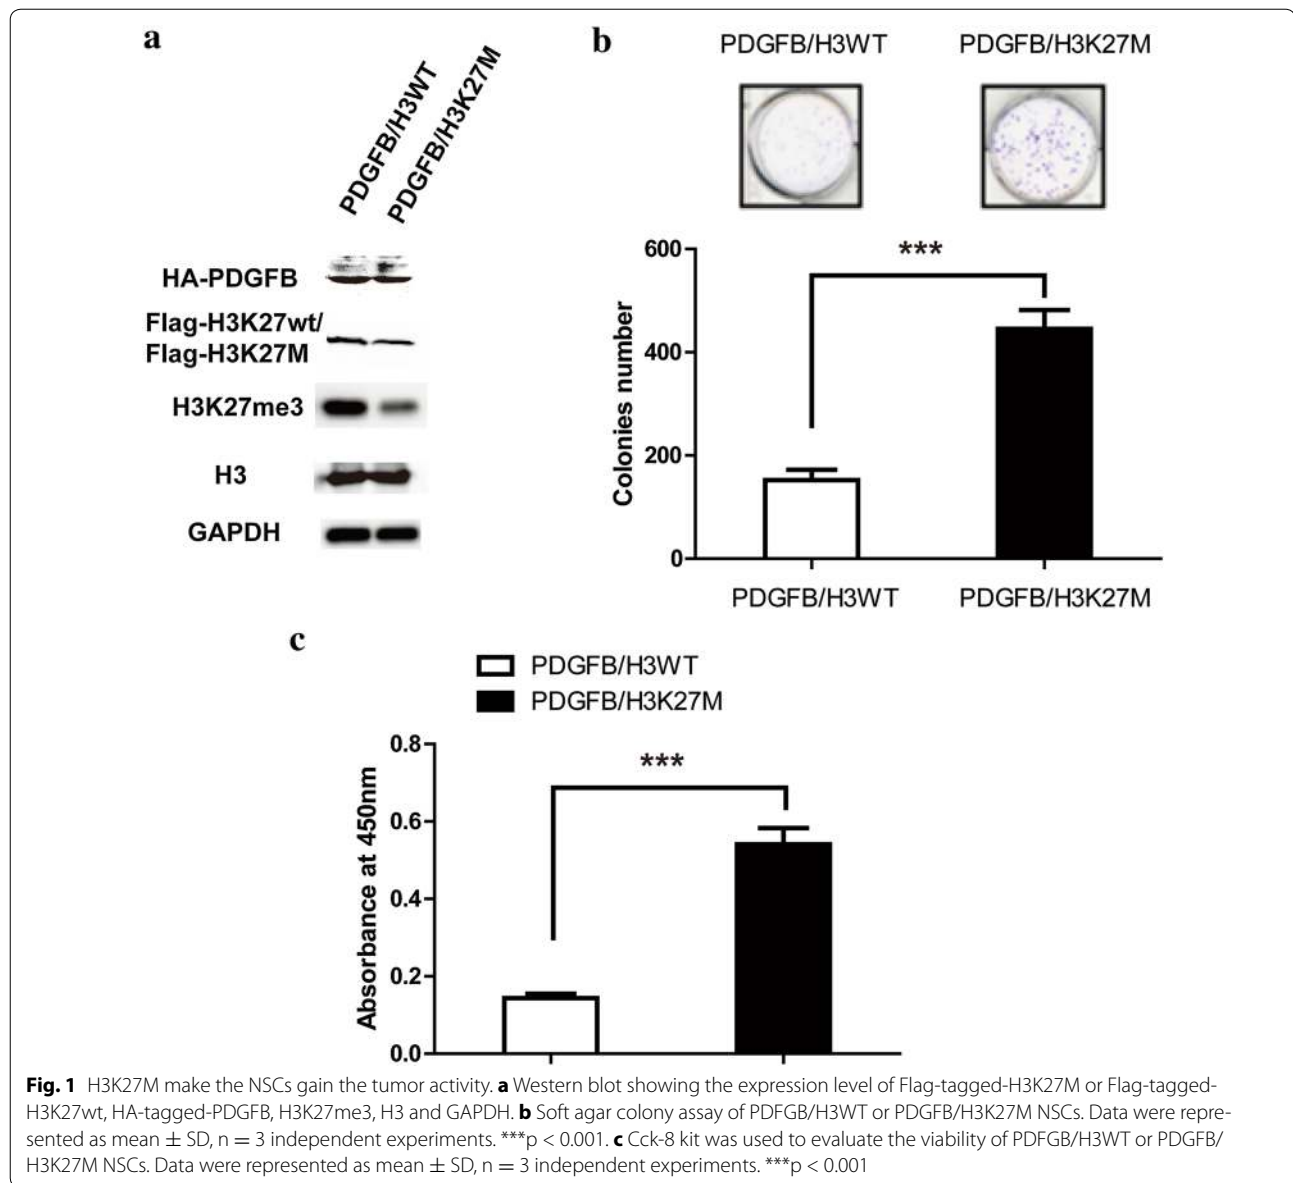 a
PDGFB/H3WT
PDGFB/H3K27M
HA-PDGFB
Flag-H3K27wt/
Flag-H3K27M
H3K27me3
H3
GAPDH
b
PDGFB/H3WT
PDGFB/H3K27M
600
400
200
0
Colonies number
***
PDGFB/H3WT
PDGFB/H3K27M
c
PDGFB/H3WT
PDGFB/H3K27M
0.8
0.6
0.4
0.2
0.0
Absorbance at 450nm
***
Fig. 1 H3K27M make the NSCs gain the tumor activity. a Western blot showing the expression level of Flag-tagged-H3K27M or Flag-tagged-
H3K27wt, HA-tagged-PDGFB, H3K27me3, H3 and GAPDH. b Soft agar colony assay of PDFGB/H3WT or PDGFB/H3K27M NSCs. Data were repre-
sented as mean ± SD, n = 3 independent experiments. ***p < 0.001. c Cck-8 kit was used to evaluate the viability of PDFGB/H3WT or PDGFB/
H3K27M NSCs. Data were represented as mean ± SD, n = 3 independent experiments. ***p < 0.001